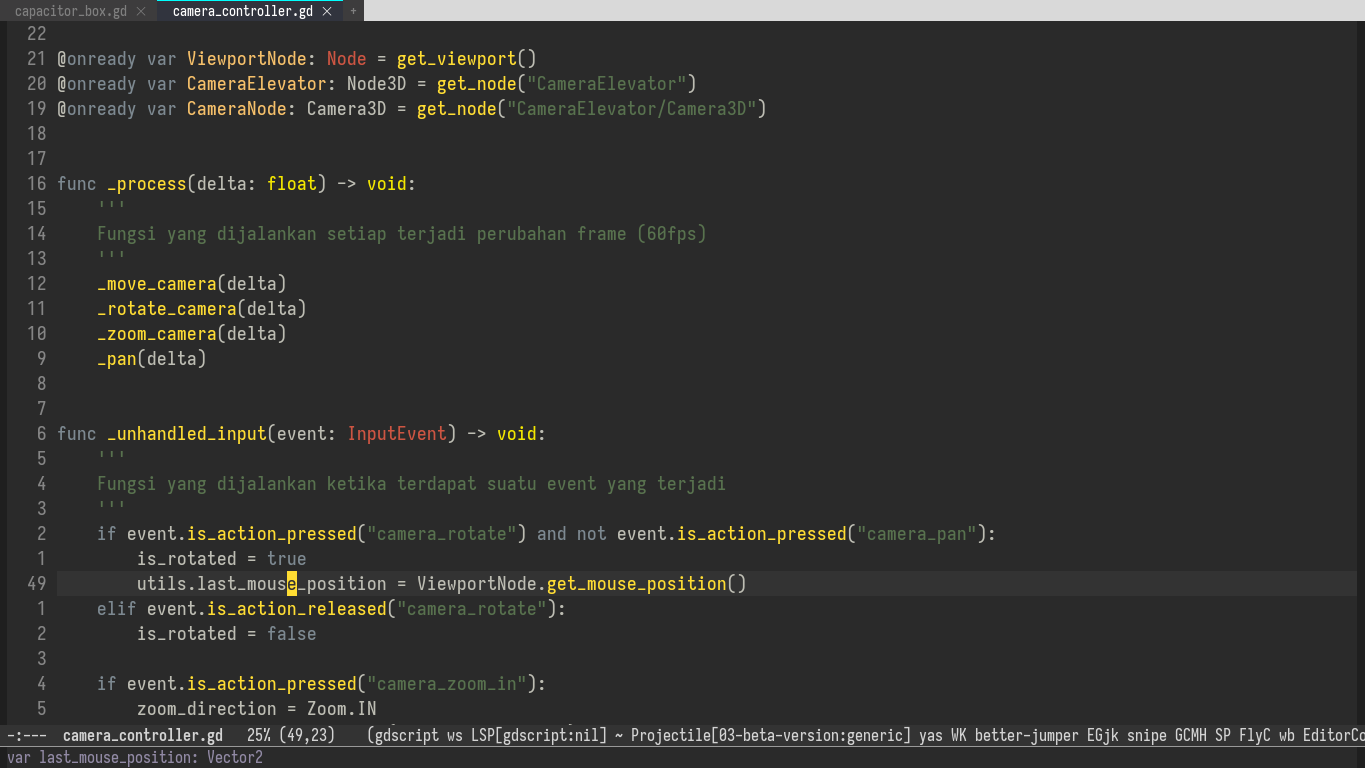 capacitor_box.gd × camera_controller.gd × +
22
21 @onready var ViewportNode: Node = get_viewport()
20 @onready var CameraElevator: Node3D = get_node("CameraElevator")
19 @onready var CameraNode: Camera3D = get_node("CameraElevator/Camera3D")
18
17
16 func _process(delta: float) -> void:
15     '''
14     Fungsi yang dijalankan setiap terjadi perubahan frame (60fps)
13     '''
12     _move_camera(delta)
11     _rotate_camera(delta)
10     _zoom_camera(delta)
9     _pan(delta)
8
7
6 func _unhandled_input(event: InputEvent) -> void:
5     '''
4     Fungsi yang dijalankan ketika terdapat suatu event yang terjadi
3     '''
2     if event.is_action_pressed("camera_rotate") and not event.is_action_pressed("camera_pan"):
1         is_rotated = true
49         utils.last_mouse_position = ViewportNode.get_mouse_position()
1     elif event.is_action_released("camera_rotate"):
2         is_rotated = false
3
4     if event.is_action_pressed("camera_zoom_in"):
5         zoom_direction = Zoom.IN
-:--- camera_controller.gd 25% (49,23) (gdscript ws LSP[gdscript:nil] ~ Projectile[03-beta-version:generic] yas WK better-jumper EGjk snipe GCMH SP FlyC wb EditorCo
var last_mouse_position: Vector2